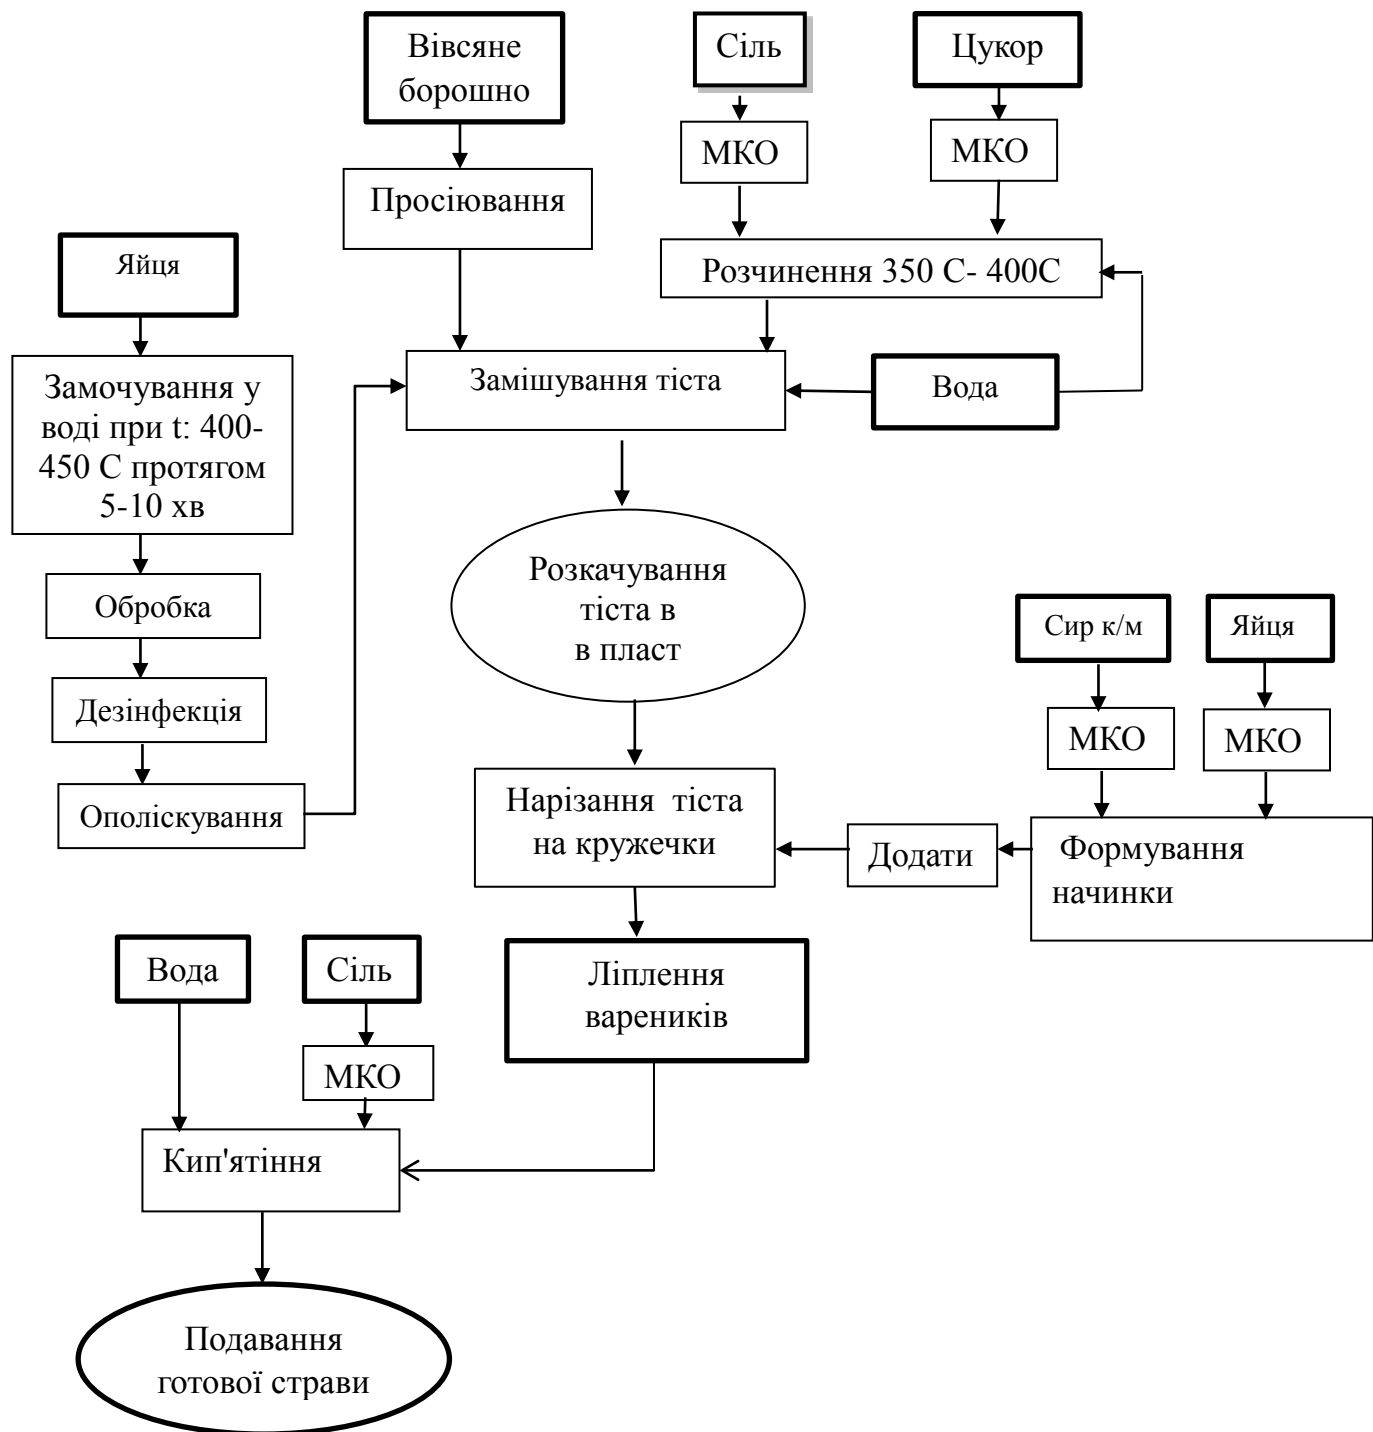 Вівсяне
борошно
Сіль
Цукор
МКО
МКО
Просіювання
Яйця
Розчинення 350 С- 400С
Замочування у
воді при t: 400-
450 С протягом
5-10 хв
Замішування тіста
Вода
Обробка
Розкачування
тіста в
в пласт
Сир к/м
Яйця
Дезінфекція
МКО
МКО
Ополіскування
Нарізання тіста
на кружечки
Додати
Формування
начинки
Вода
Сіль
Ліплення
вареників
МКО
Кип'ятіння
Подавання
готової страви